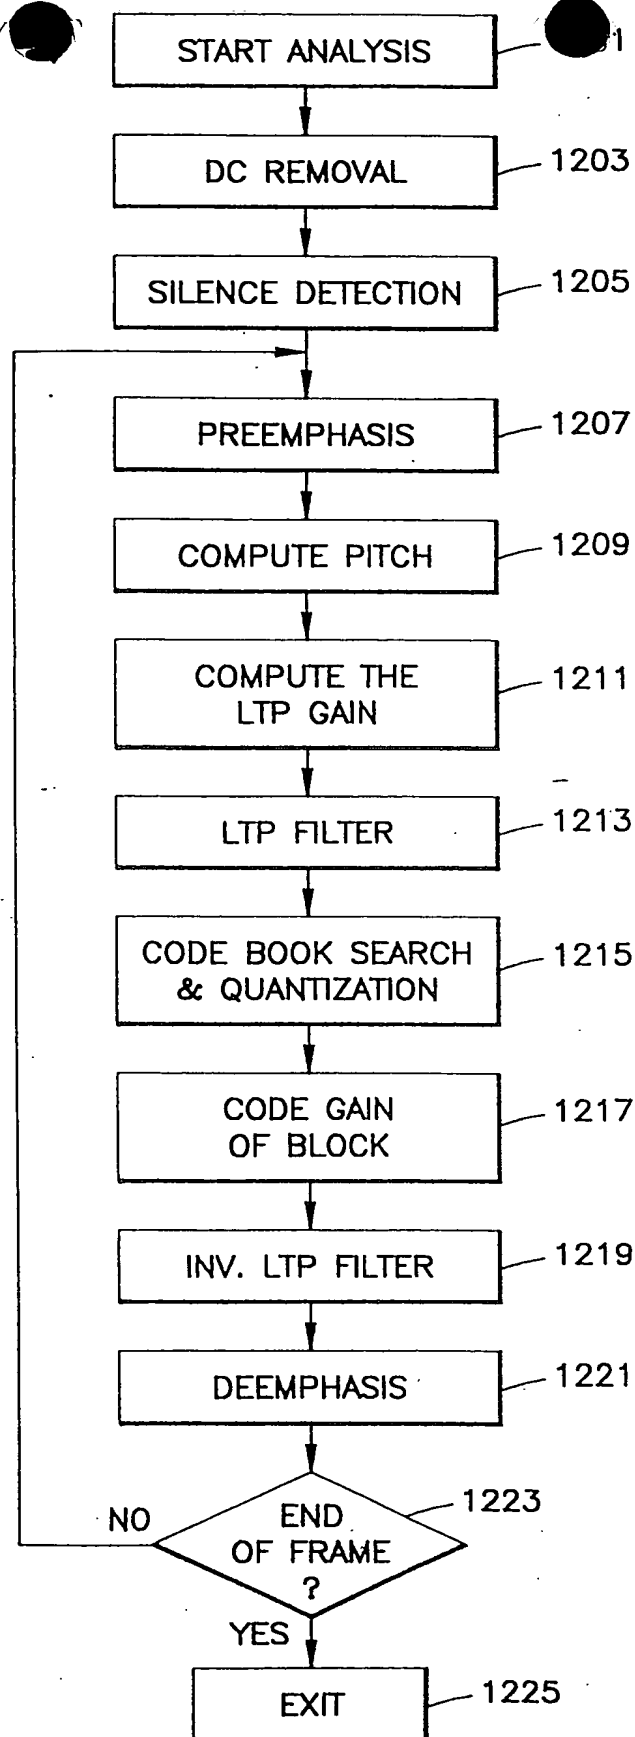 START ANALYSIS
DC REMOVAL
1203
SILENCE DETECTION
1205
PREEMPHASIS
1207
COMPUTE PITCH
1209
COMPUTE THE
LTP GAIN
1211
LTP FILTER
1213
CODE BOOK SEARCH
& QUANTIZATION
1215
CODE GAIN
OF BLOCK
1217
INV. LTP FILTER
1219
DEEMPHASIS
1221
END
OF FRAME
?
1223
NO
YES
EXIT
1225